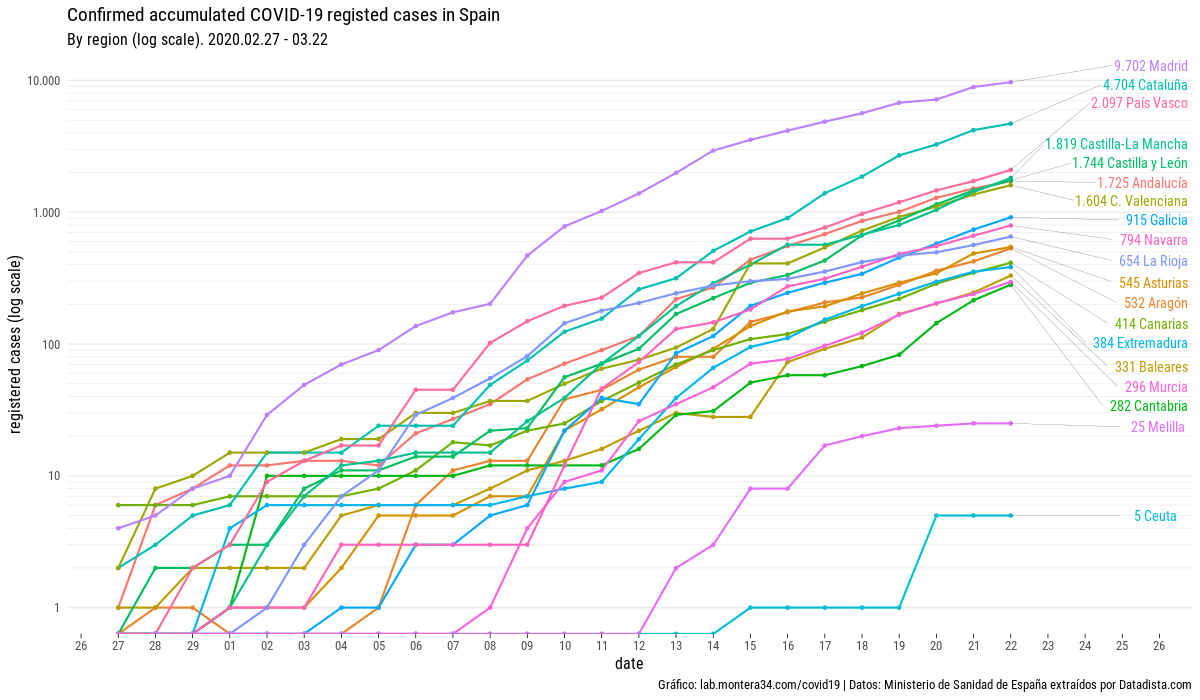 Confirmed accumulated COVID-19 registed cases in Spain
By region (log scale). 2020.02.27 - 03.22
registered cases (log scale)
10.000
1.000
100
10
1
9.702 Madrid
4.704 Cataluña
2.097 País Vasco
1.819 Castilla-La Mancha
1.744 Castilla y León
1.725 Andalucía
1.604 C. Valenciana
915 Galicia
794 Navarra
654 La Rioja
545 Asturias
532 Aragón
414 Canarias
384 Extremadura
331 Baleares
296 Murcia
282 Cantabria
25 Melilla
5 Ceuta
26 27 28 29 01 02 03 04 05 06 07 08 09 10 11 12 13 14 15 16 17 18 19 20 21 22 23 24 25 26
date
Gráfico: lab.montera34.com/covid19 | Datos: Ministerio de Sanidad de España extraídos por Datadista.com